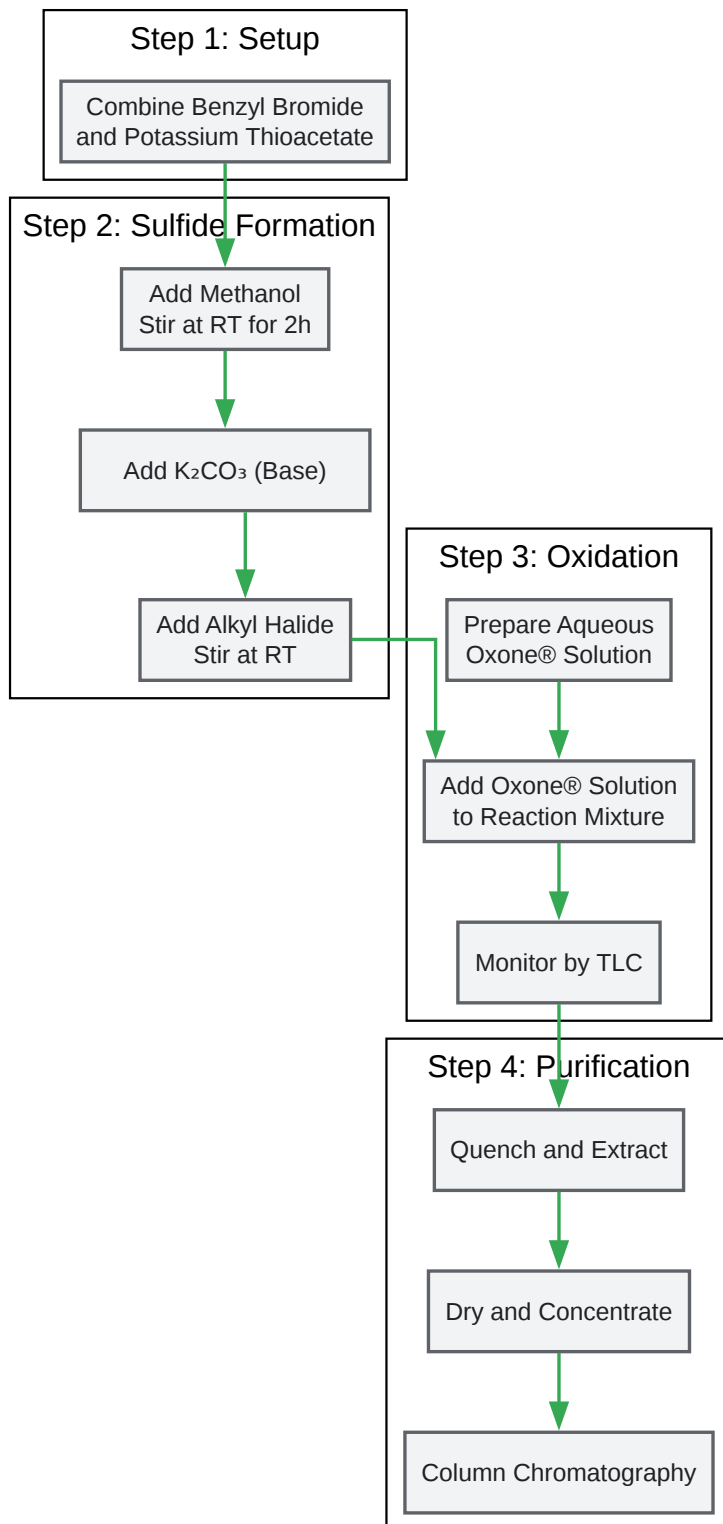 Step 1: Setup
Combine Benzyl Bromide
and Potassium Thioacetate
Step 2: Sulfide Formation
Add Methanol
Stir at RT for 2h
Add K₂CO₃ (Base)
Add Alkyl Halide
Stir at RT
Step 3: Oxidation
Prepare Aqueous
Oxone® Solution
Add Oxone® Solution
to Reaction Mixture
Monitor by TLC
Step 4: Purification
Quench and Extract
Dry and Concentrate
Column Chromatography